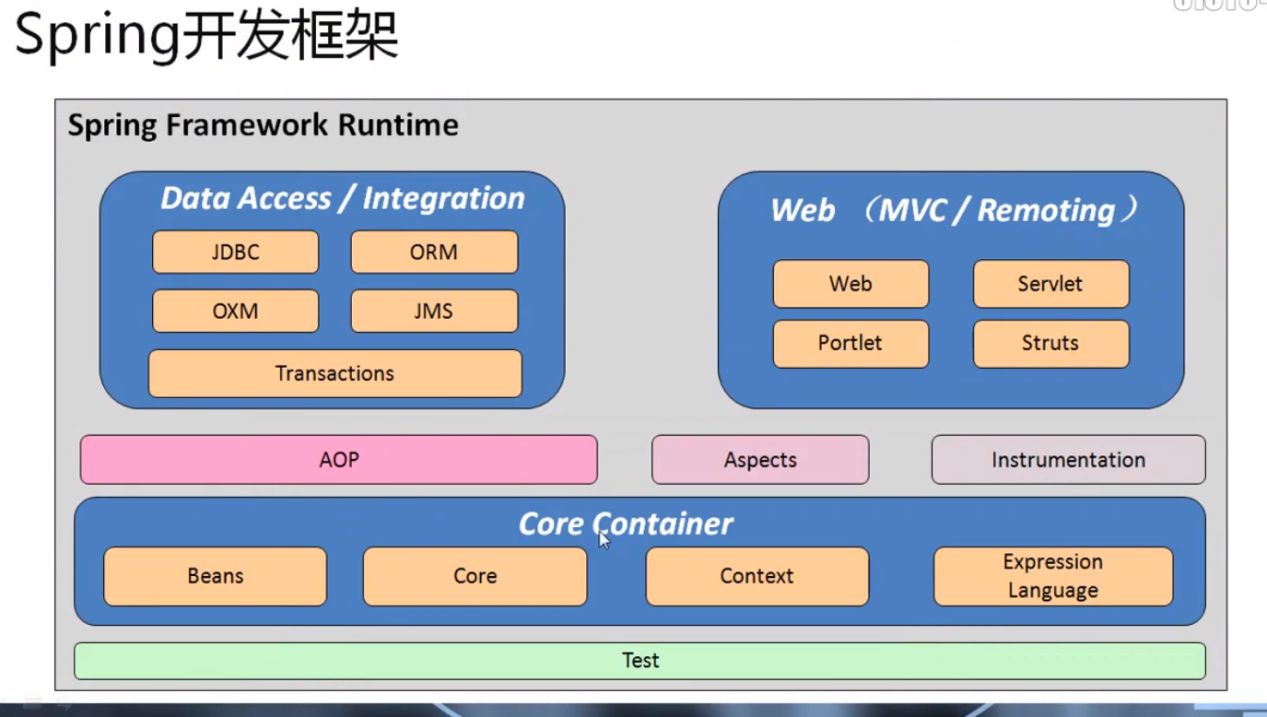 Spring开发框架
Spring Framework Runtime
Data Access / Integration
JDBC
ORM
OXM
JMS
Transactions
Web （MVC / Remoting ）
Web
Servlet
Portlet
Struts
AOP
Aspects
Instrumentation
Core Container
Beans
Core
Context
Expression
Language
Test